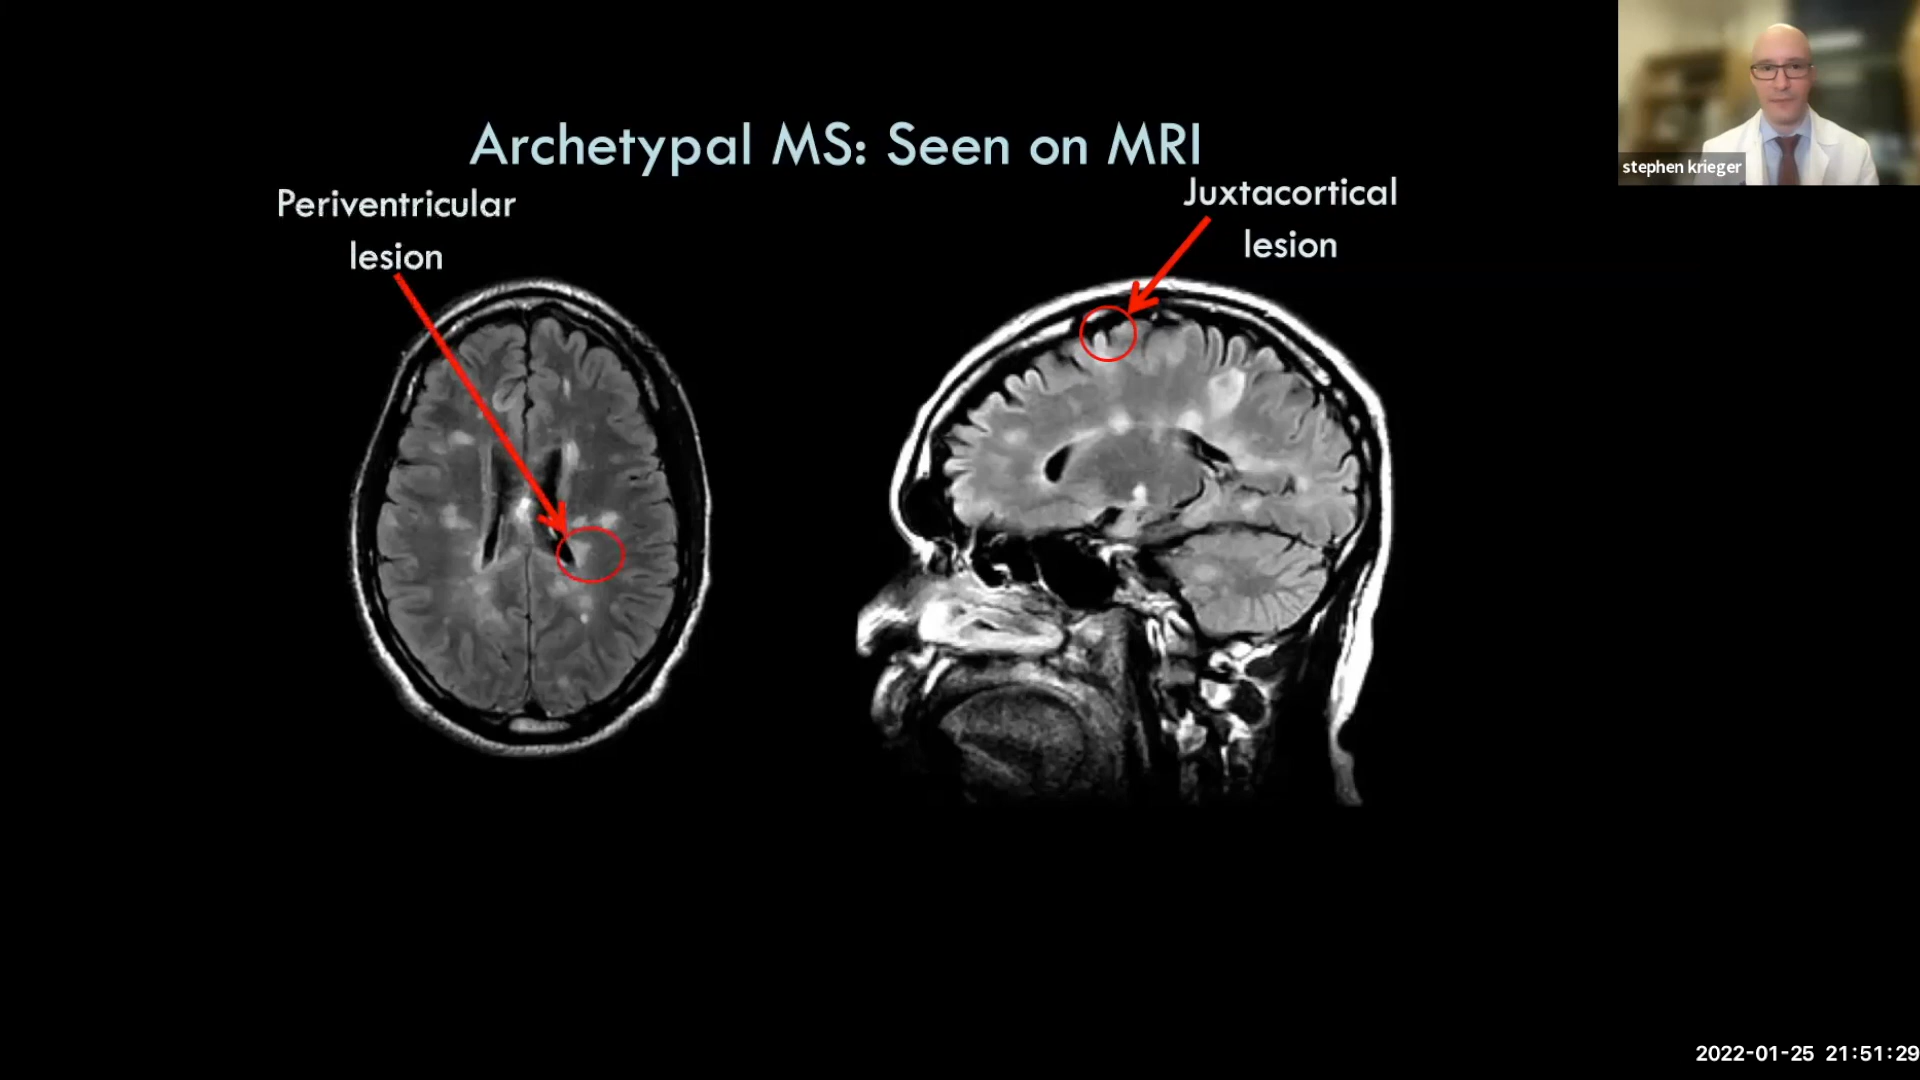 Archetypal MS: Seen on MRI
Periventricular
lesion
Juxtacortical
lesion
stephen krieger
2022-01-25 21:51:29